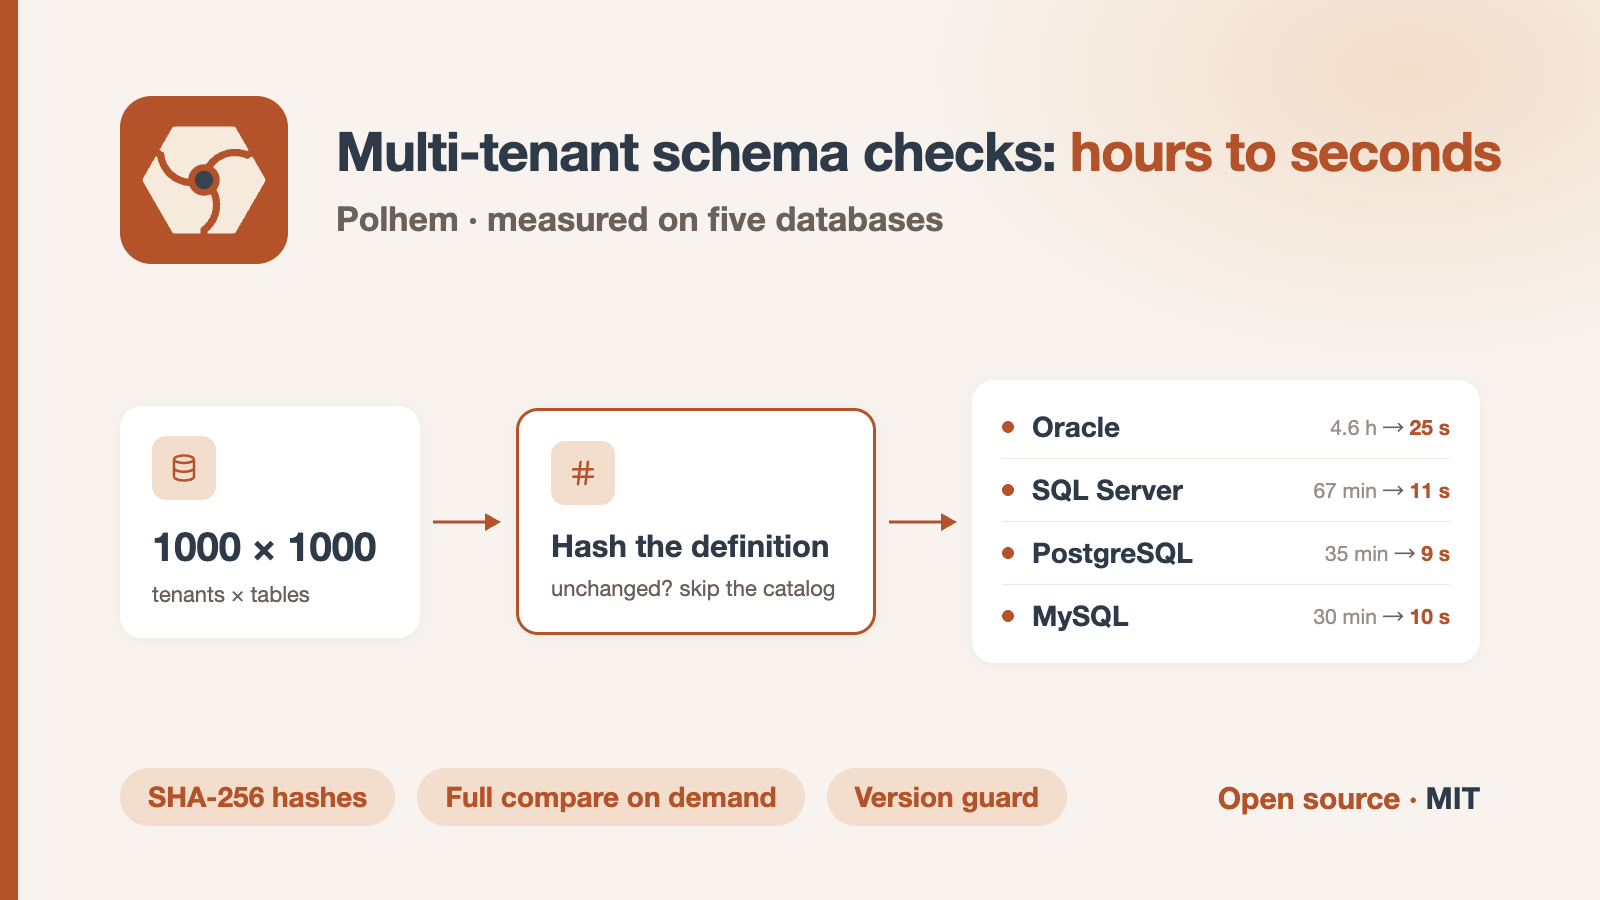 Multi-tenant schema checks: hours to seconds
Polhem · measured on five databases
1000 × 1000
tenants × tables
#
Hash the definition
unchanged? skip the catalog
Oracle 4.6 h → 25 s
SQL Server 67 min → 11 s
PostgreSQL 35 min → 9 s
MySQL 30 min → 10 s
SHA-256 hashes
Full compare on demand
Version guard
Open source · MIT